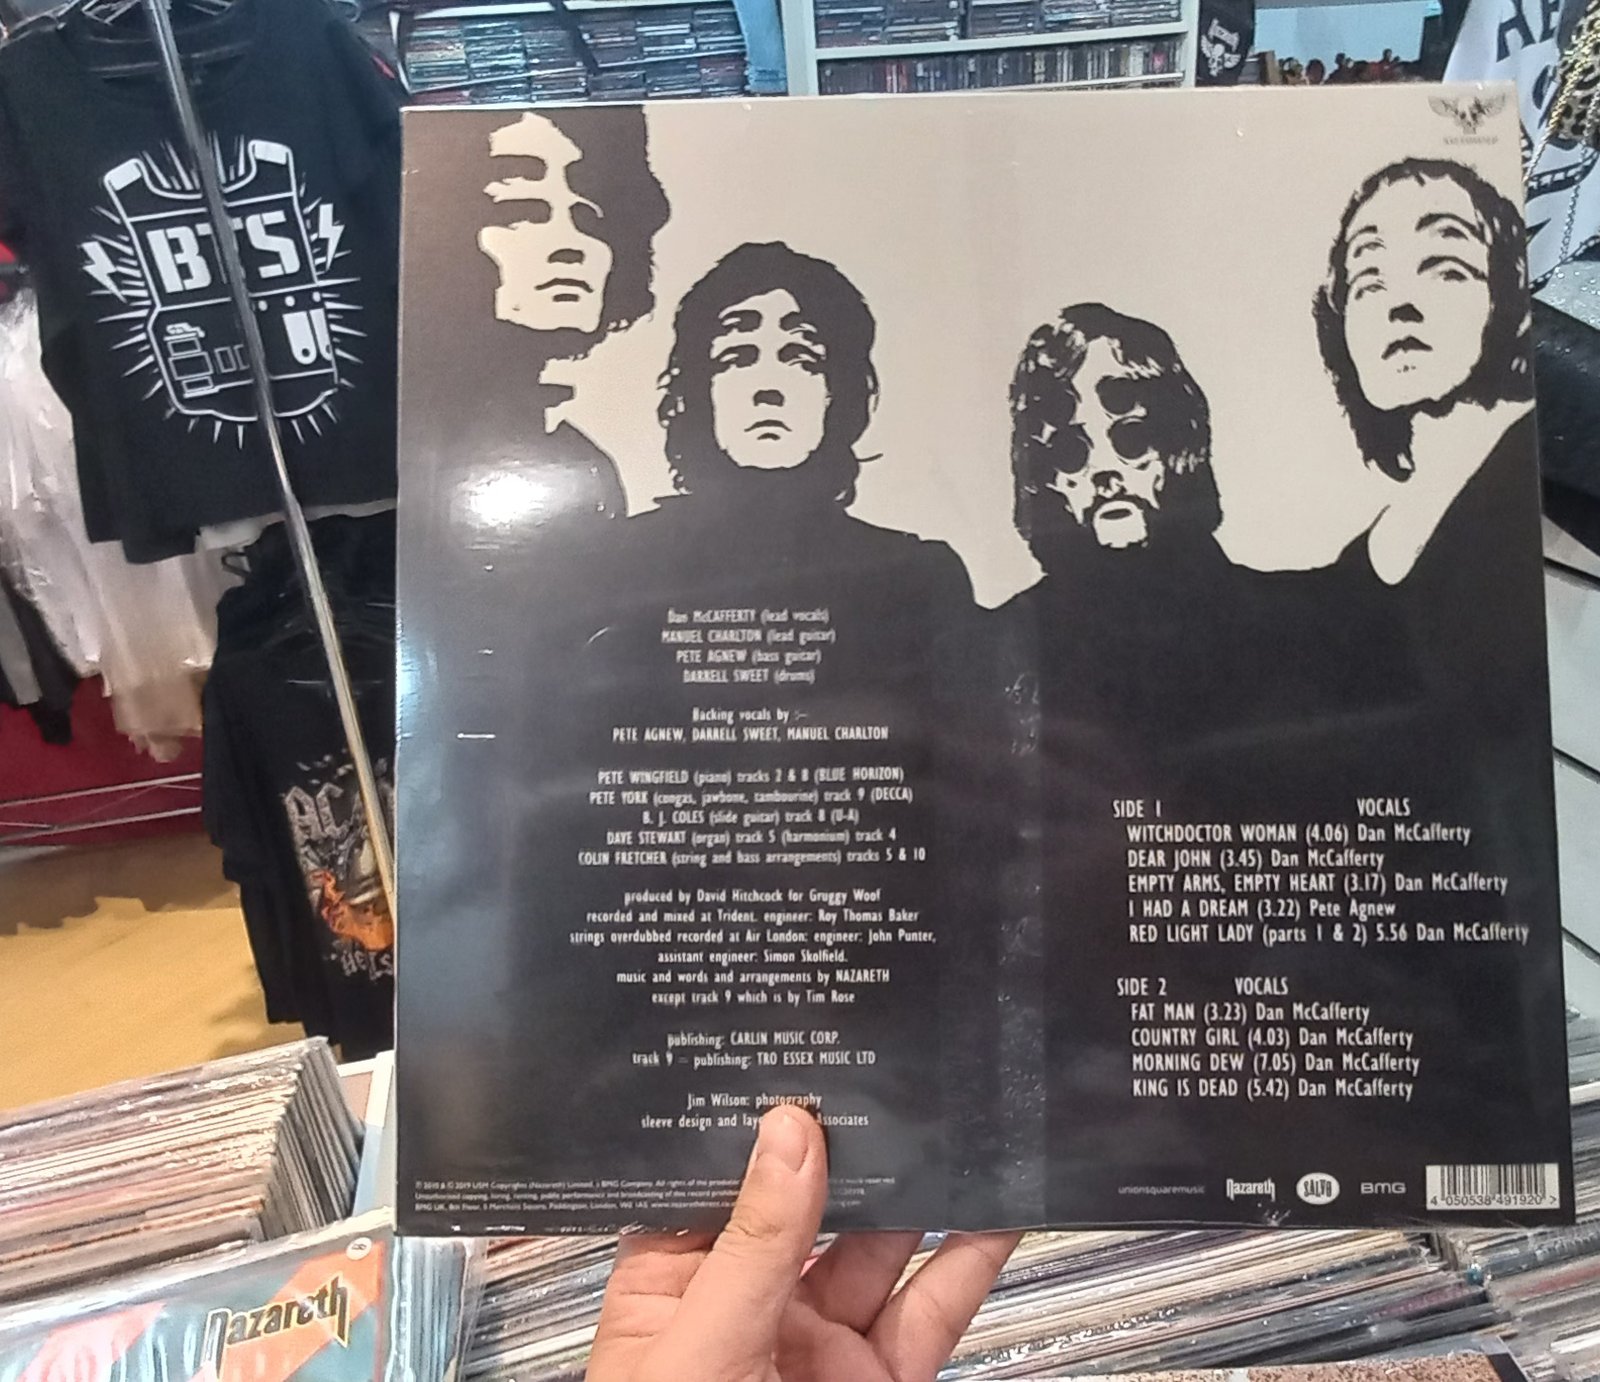 BTS
Dan McCAFFERTY (lead vocals)
MANUEL CHARLTON (lead guitar)
PETE AGNEW (bass guitar)
DARRELL SWEET (drums)
Backing vocals by :-
PETE AGNEW, DARRELL SWEET, MANUEL CHARLTON
PETE WINGFIELD (piano) tracks 2 & 8 (BLUE HORIZON)
PETE YORK (congas, jawbone, tambourine) track 9 (DECCA)
B. J. COLES (slide guitar) track 8 (U-A)
DAVE STEWART (organ) track 5 (harmonium) track 4
COLIN FRETCHER (string and bass arrangements) tracks 5 & 10
produced by David Hitchcock for Gruggy Woof
recorded and mixed at Trident. engineer: Roy Thomas Baker
strings overdubbed recorded at Air London: engineer: John Punter,
assistant engineer: Simon Skolfield.
music and words and arrangements by NAZARETH
except track 9 which is by Tim Rose
publishing: CARLIN MUSIC CORP.
track 9 – publishing: TRO ESSEX MUSIC LTD
Jim Wilson: photography
sleeve design and Associates
SIDE 1 VOCALS
WITCHDOCTOR WOMAN (4.06) Dan McCafferty
DEAR JOHN (3.45) Dan McCafferty
EMPTY ARMS, EMPTY HEART (3.17) Dan McCafferty
I HAD A DREAM (3.22) Pete Agnew
RED LIGHT LADY (parts 1 & 2) 5.56 Dan McCafferty
SIDE 2 VOCALS
FAT MAN (3.23) Dan McCafferty
COUNTRY GIRL (4.03) Dan McCafferty
MORNING DEW (7.05) Dan McCafferty
KING IS DEAD (5.42) Dan McCafferty
unionsquaremusic Nazareth SALVO BMG
4 050538 491920 >
Nazareth